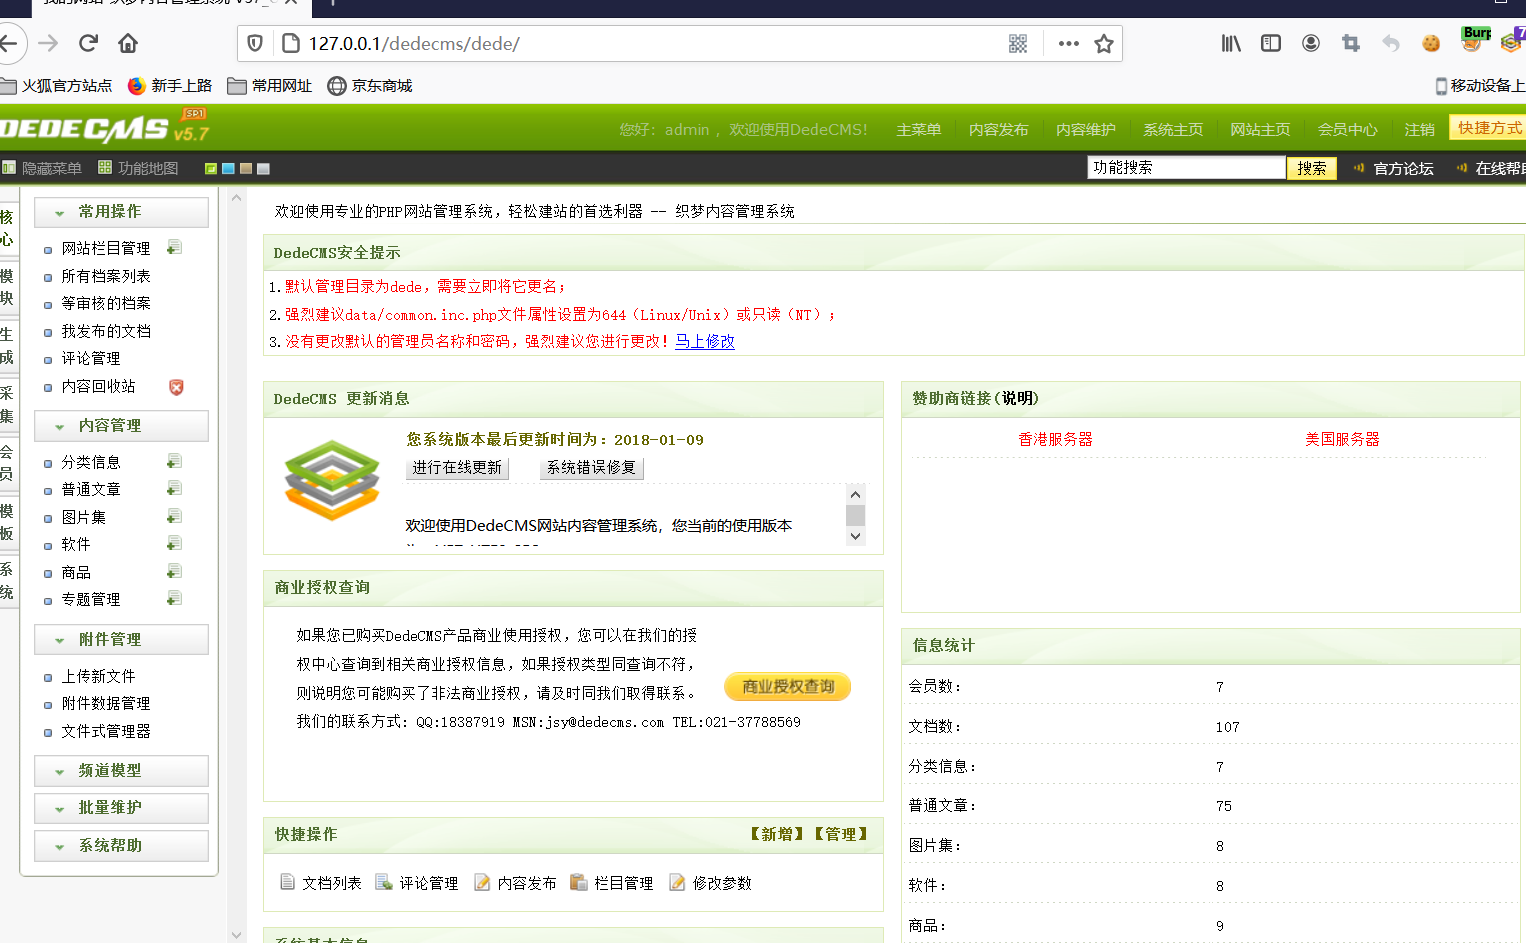 127.0.0.1/dedecms/dede/
火狐官方站点 新手上路 常用网址 京东商城 移动设备上
Burp 7
DEDECMS v5.7 SP1
您好：admin ，欢迎使用DedeCMS！ 主菜单 内容发布 内容维护 系统主页 网站主页 会员中心 注销 快捷方式
隐藏菜单 功能地图 功能搜索 搜索 官方论坛 在线帮助
核心
模块
生成
采集
会员
模板
系统
常用操作
网站栏目管理
所有档案列表
等审核的档案
我发布的文档
评论管理
内容回收站
内容管理
分类信息
普通文章
图片集
软件
商品
专题管理
附件管理
上传新文件
附件数据管理
文件式管理器
频道模型
批量维护
系统帮助
欢迎使用专业的PHP网站管理系统，轻松建站的首选利器 -- 织梦内容管理系统
DedeCMS安全提示
1.默认管理目录为dede，需要立即将它更名；
2.强烈建议data/common.inc.php文件属性设置为644（Linux/Unix）或只读（NT）；
3.没有更改默认的管理员名称和密码，强烈建议您进行更改！马上修改
DedeCMS 更新消息
您系统版本最后更新时间为：2018-01-09
进行在线更新 系统错误修复
欢迎使用DedeCMS网站内容管理系统，您当前的使用版本
商业授权查询
如果您已购买DedeCMS产品商业使用授权，您可以在我们的授
权中心查询到相关商业授权信息，如果授权类型同查询不符，
则说明您可能购买了非法商业授权，请及时同我们取得联系。
我们的联系方式：QQ:18387919 MSN:jsy@dedecms.com TEL:021-37788569
商业授权查询
快捷操作 【新增】【管理】
文档列表 评论管理 内容发布 栏目管理 修改参数
系统基本信息
赞助商链接(说明)
香港服务器 美国服务器
信息统计
会员数： 7
文档数： 107
分类信息： 7
普通文章： 75
图片集： 8
软件： 8
商品： 9